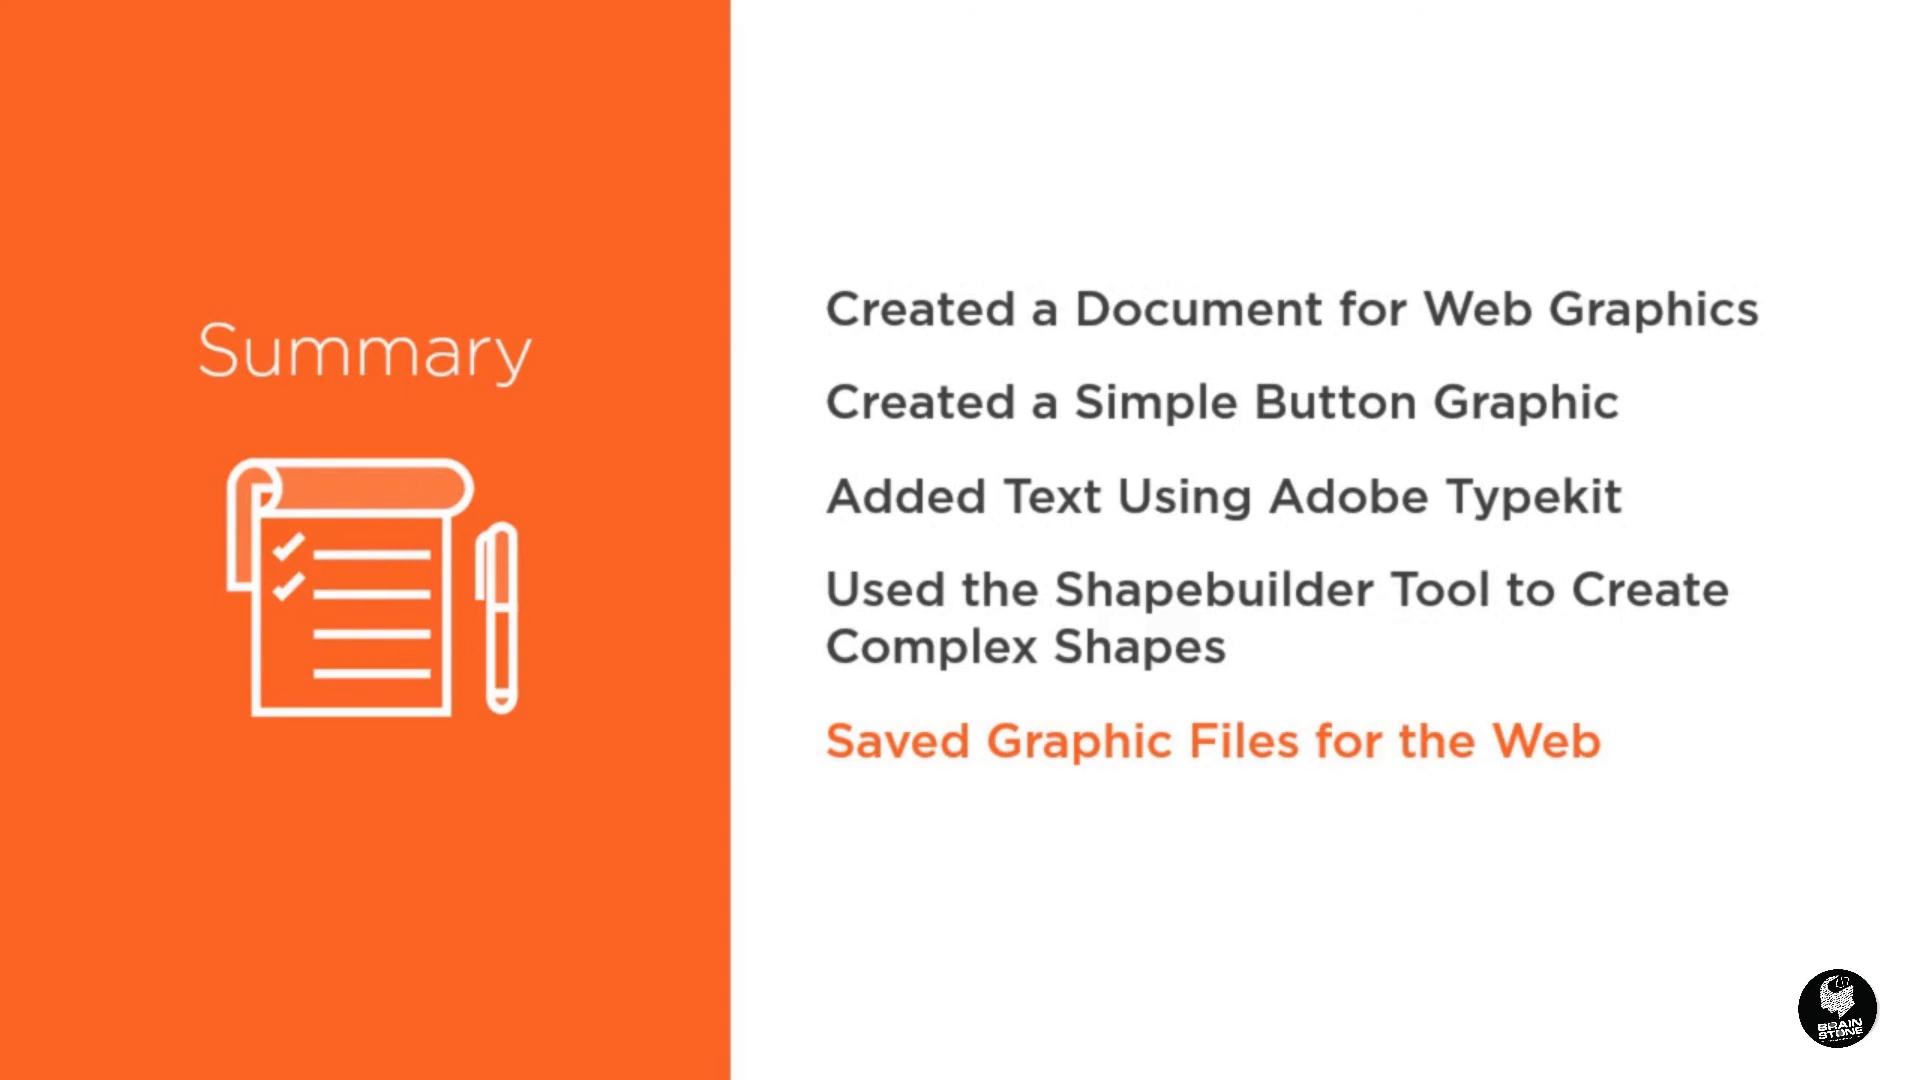 Summary
Created a Document for Web Graphics
Created a Simple Button Graphic
Added Text Using Adobe Typekit
Used the Shapebuilder Tool to Create
Complex Shapes
Saved Graphic Files for the Web
BRAIN
STONE